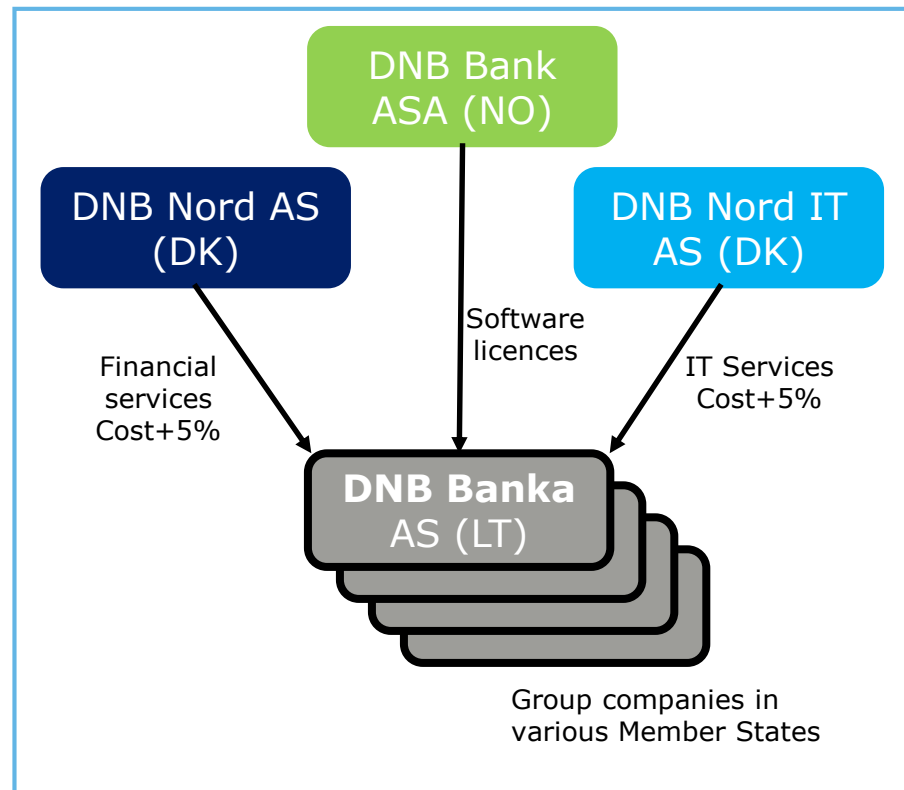 DNB Bank
ASA (NO)
DNB Nord AS
(DK)
DNB Nord IT
AS (DK)
Software
licences
Financial
services
Cost+5%
IT Services
Cost+5%
DNB Banka
AS (LT)
Group companies in
various Member States